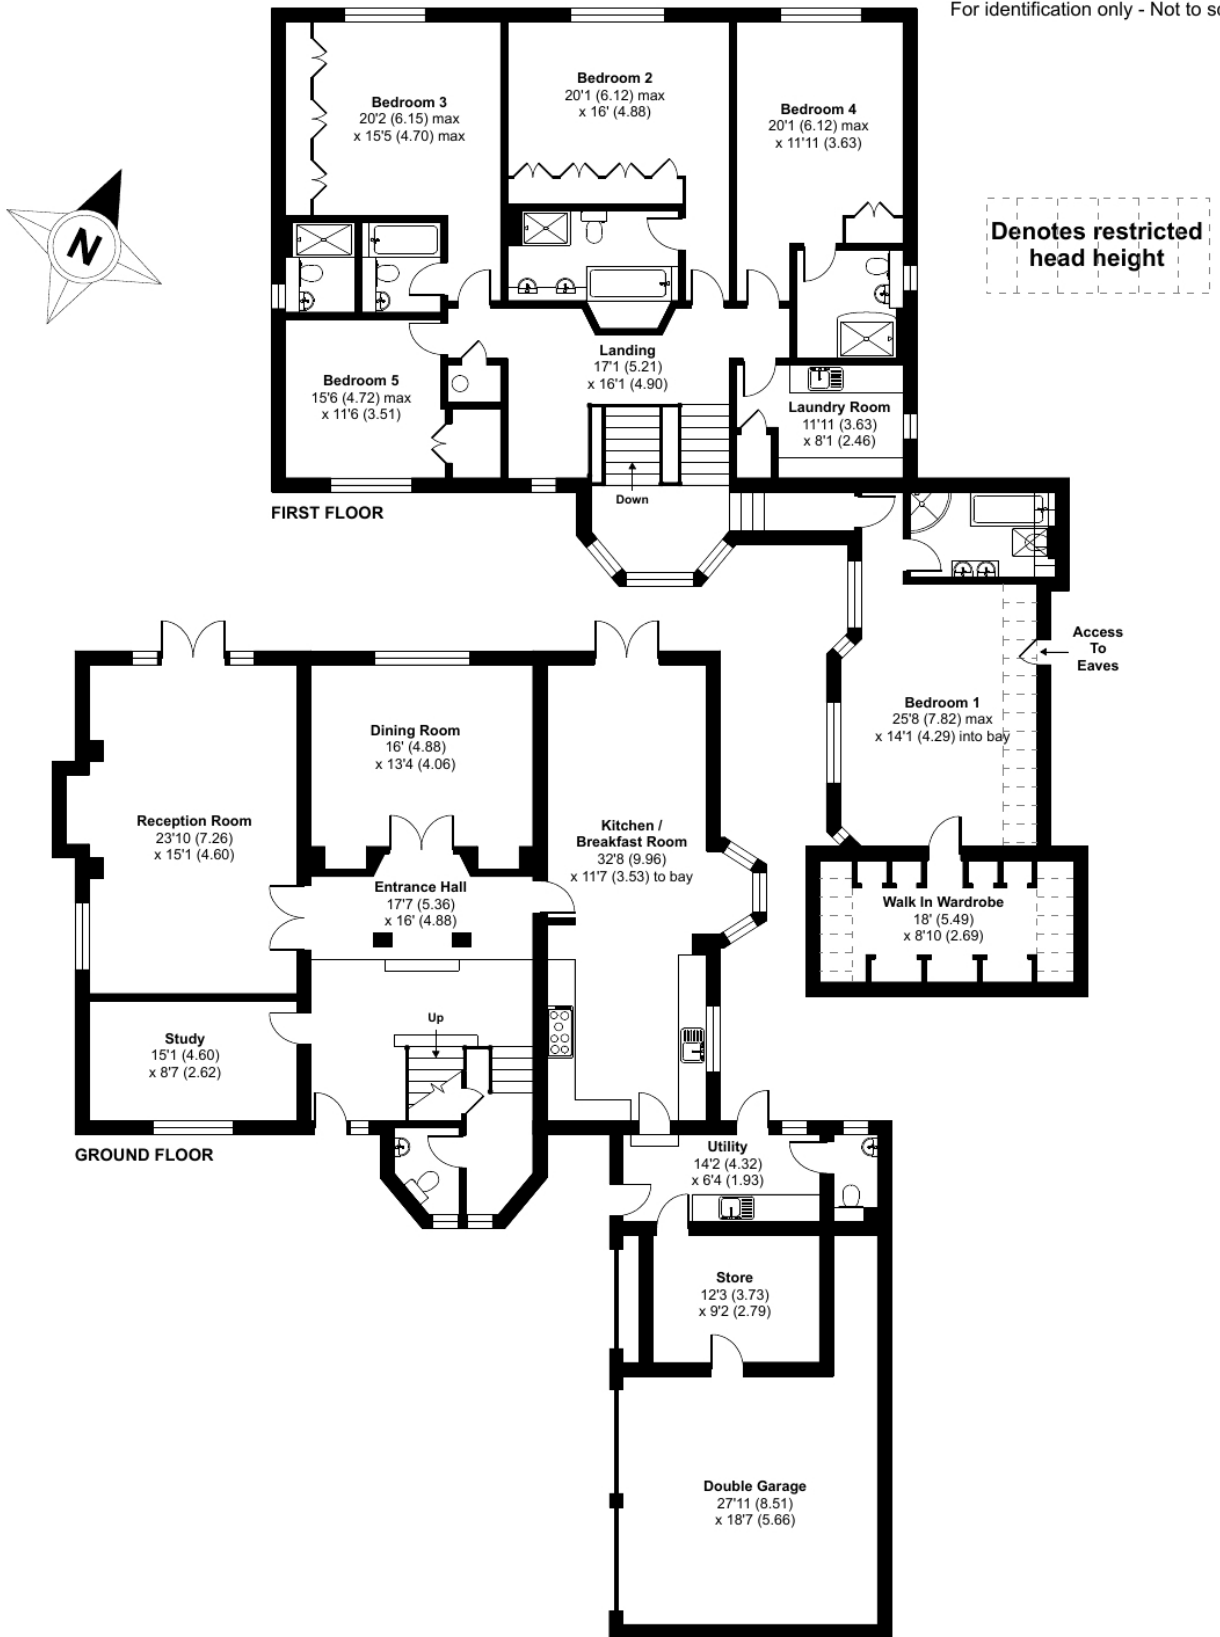 For identification only - Not to
Bedroom 3
20'2 (6.15) max
x 15'5 (4.70) max
Bedroom 2
20'1 (6.12) max
x 16' (4.88)
Bedroom 4
20'1 (6.12) max
x 11'11 (3.63)
N
Denotes restricted
head height
Landing
17'1 (5.21)
x 16'1 (4.90)
Bedroom 5
15'6 (4.72) max
x 11'6 (3.51)
Laundry Room
11'11 (3.63)
x 8'1 (2.46)
Down
FIRST FLOOR
Access
To
Eaves
Bedroom 1
25'8 (7.82) max
x 14'1 (4.29) into bay
Walk In Wardrobe
18' (5.49)
x 8'10 (2.69)
Dining Room
16' (4.88)
x 13'4 (4.06)
Reception Room
23'10 (7.26)
x 15'1 (4.60)
Kitchen /
Breakfast Room
32'8 (9.96)
x 11'7 (3.53) to bay
Entrance Hall
17'7 (5.36)
x 16' (4.88)
Up
Study
15'1 (4.60)
x 8'7 (2.62)
GROUND FLOOR
Utility
14'2 (4.32)
x 6'4 (1.93)
Store
12'3 (3.73)
x 9'2 (2.79)
Double Garage
27'11 (8.51)
x 18'7 (5.66)